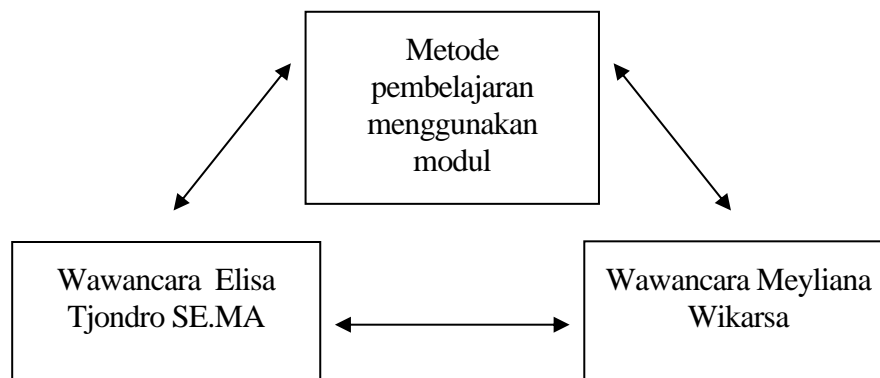 Metode
pembelajaran
menggunakan
modul
Wawancara Elisa
Tjondro SE.MA
Wawancara Meyliana
Wikarsa